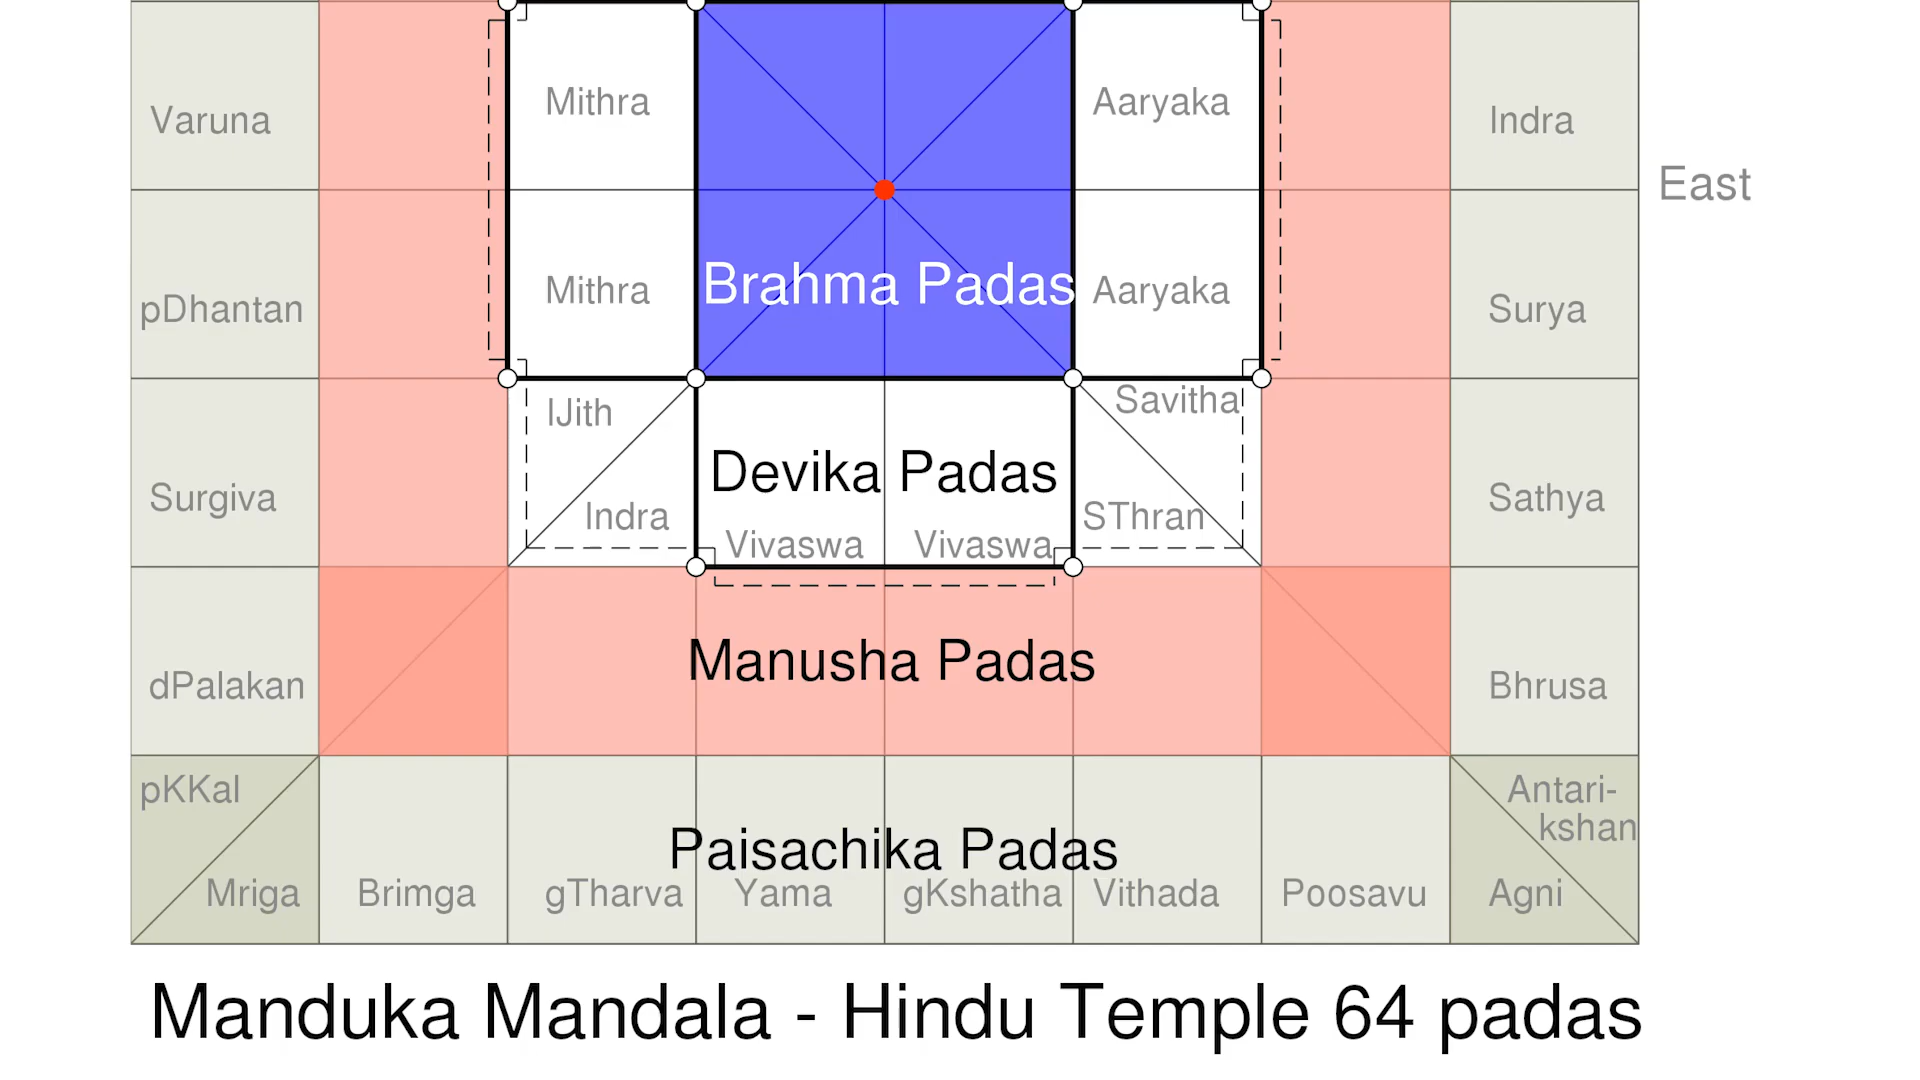 Varuna Mithra Aaryaka Indra
East
pDhantan Mithra Brahma Padas Aaryaka Surya
IJith Savitha
Surgiva Devika Padas Sathya
Indra Vivaswa Vivaswa SThran
dPalakan Manusha Padas Bhrusa
pKKal Antari-
kshan
Paisachika Padas
Mriga Brimga gTharva Yama gKshatha Vithada Poosavu Agni
Manduka Mandala - Hindu Temple 64 padas